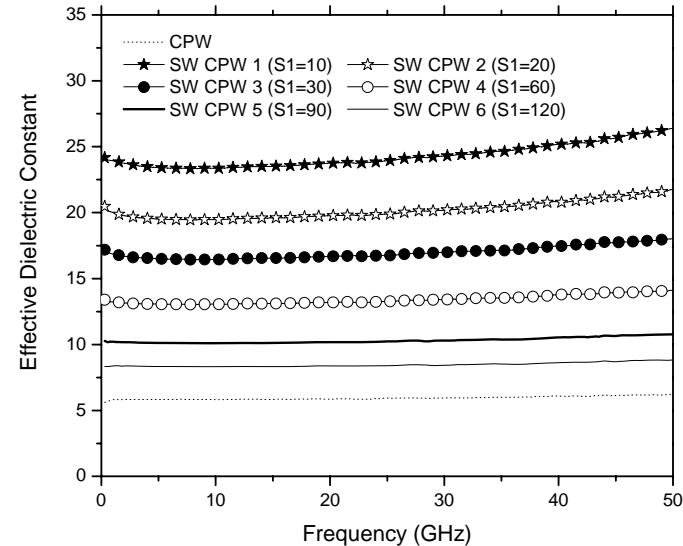 35
30
25
20
15
10
5
0
Effective Dielectric Constant
CPW
SW CPW 1 (S1=10) SW CPW 2 (S1=20)
SW CPW 3 (S1=30) SW CPW 4 (S1=60)
SW CPW 5 (S1=90) SW CPW 6 (S1=120)
0 10 20 30 40 50
Frequency (GHz)